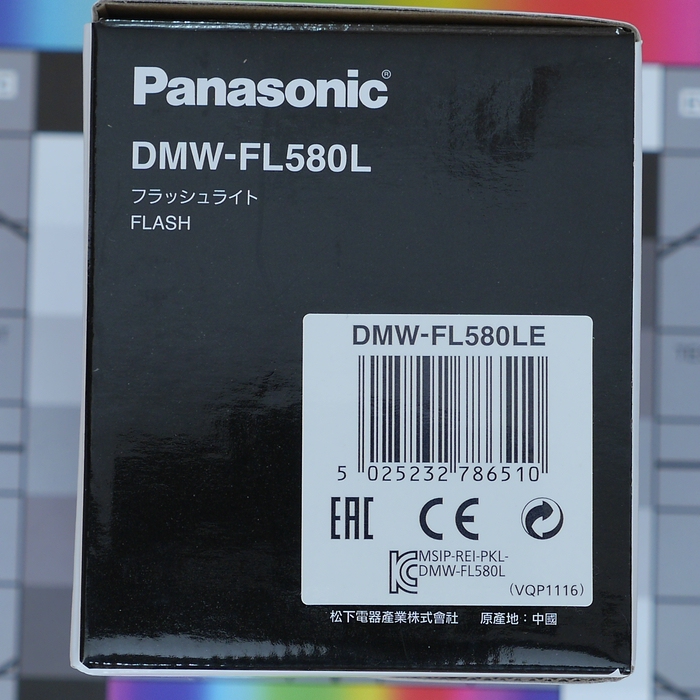 Panasonic®
DMW-FL580L
フラッシュライト
FLASH
DMW-FL580LE
5 025232 786510
EAC CE
MSIP-REI-PKL-
DMW-FL580L
(VQP1116)
松下電器產業株式會社 原產地:中國